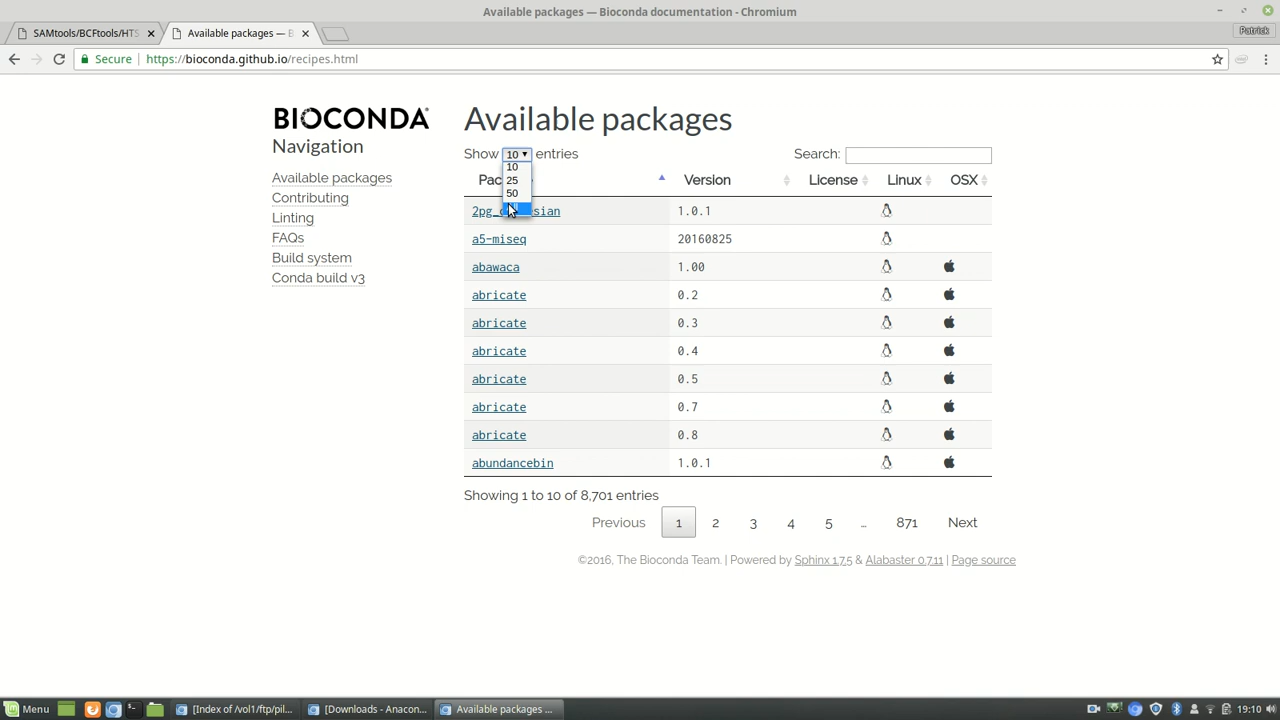 Available packages — Bioconda documentation - Chromium
SAMtools/BCFtools/HTS
Available packages — B
Patrick
Secure
https://bioconda.github.io/recipes.html
BIOCONDA
Navigation
Available packages
Contributing
Linting
FAQs
Build system
Conda build v3
Available packages
Show 10 entries
Search:
10
25
50
Version License Linux OSX
1.0.1
a5-miseq 20160825
abawaca 1.00
abricate 0.2
abricate 0.3
abricate 0.4
abricate 0.5
abricate 0.7
abricate 0.8
abundancebin 1.0.1
Showing 1 to 10 of 8,701 entries
Previous 1 2 3 4 5 … 871 Next
©2016, The Bioconda Team. | Powered by Sphinx 1.7.5 & Alabaster 0.7.11 | Page source
Menu
[Index of /vol1/ftp/pil...
[Downloads - Anacon...
Available packages ...
19:10